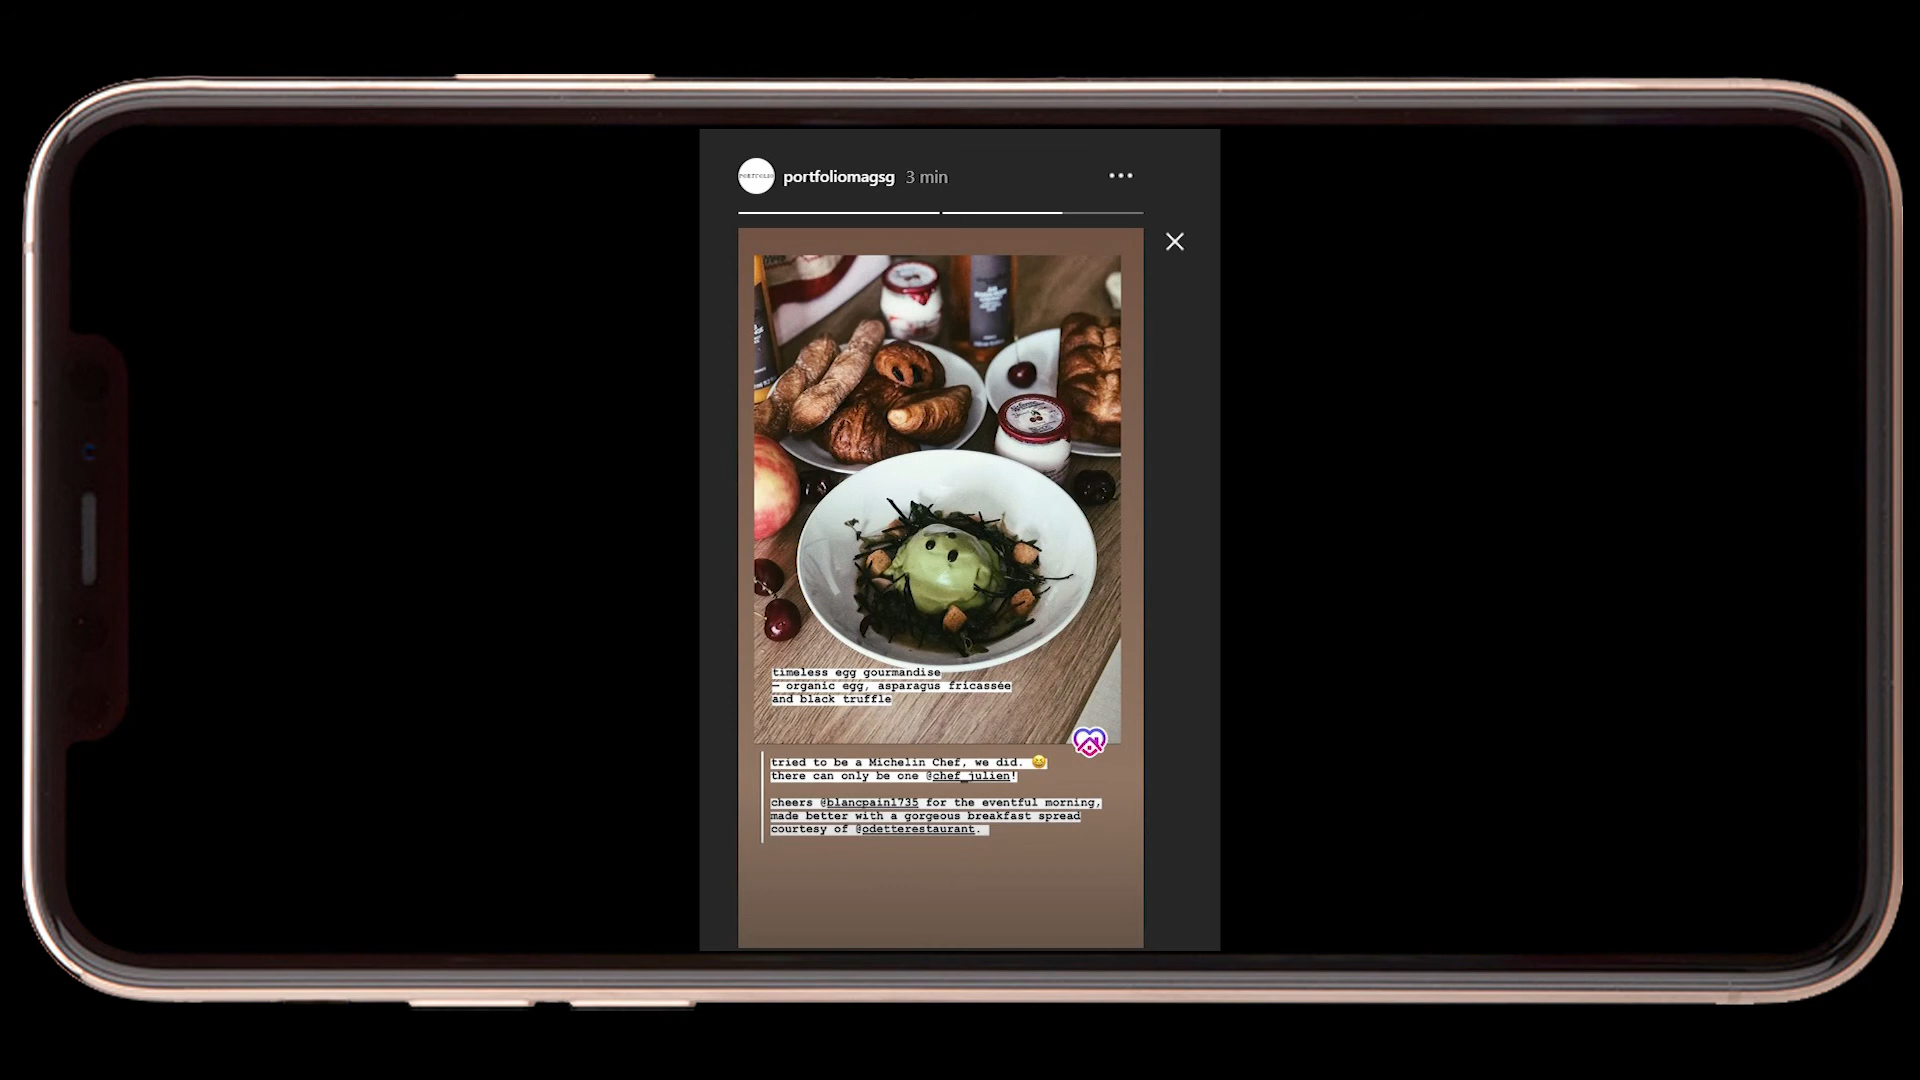 PORTFOLIO
portfoliomagsg 3 min
timeless egg gourmandise
— organic egg, asparagus fricassée
and black truffle
tried to be a Michelin Chef, we did. 😆
there can only be one @chef_julien!
cheers @blancpain1735 for the eventful morning,
made better with a gorgeous breakfast spread
courtesy of @odetterestaurant.